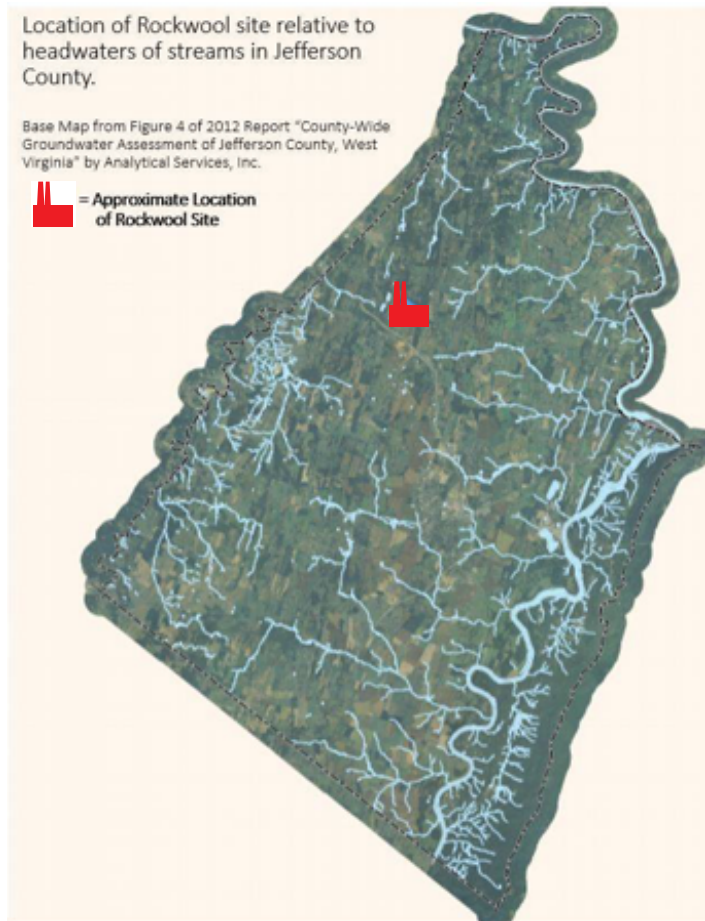 Location of Rockwool site relative to
headwaters of streams in Jefferson
County.
Base Map from Figure 4 of 2012 Report "County-Wide
Groundwater Assessment of Jefferson County, West
Virginia" by Analytical Services, Inc.
= Approximate Location
of Rockwool Site